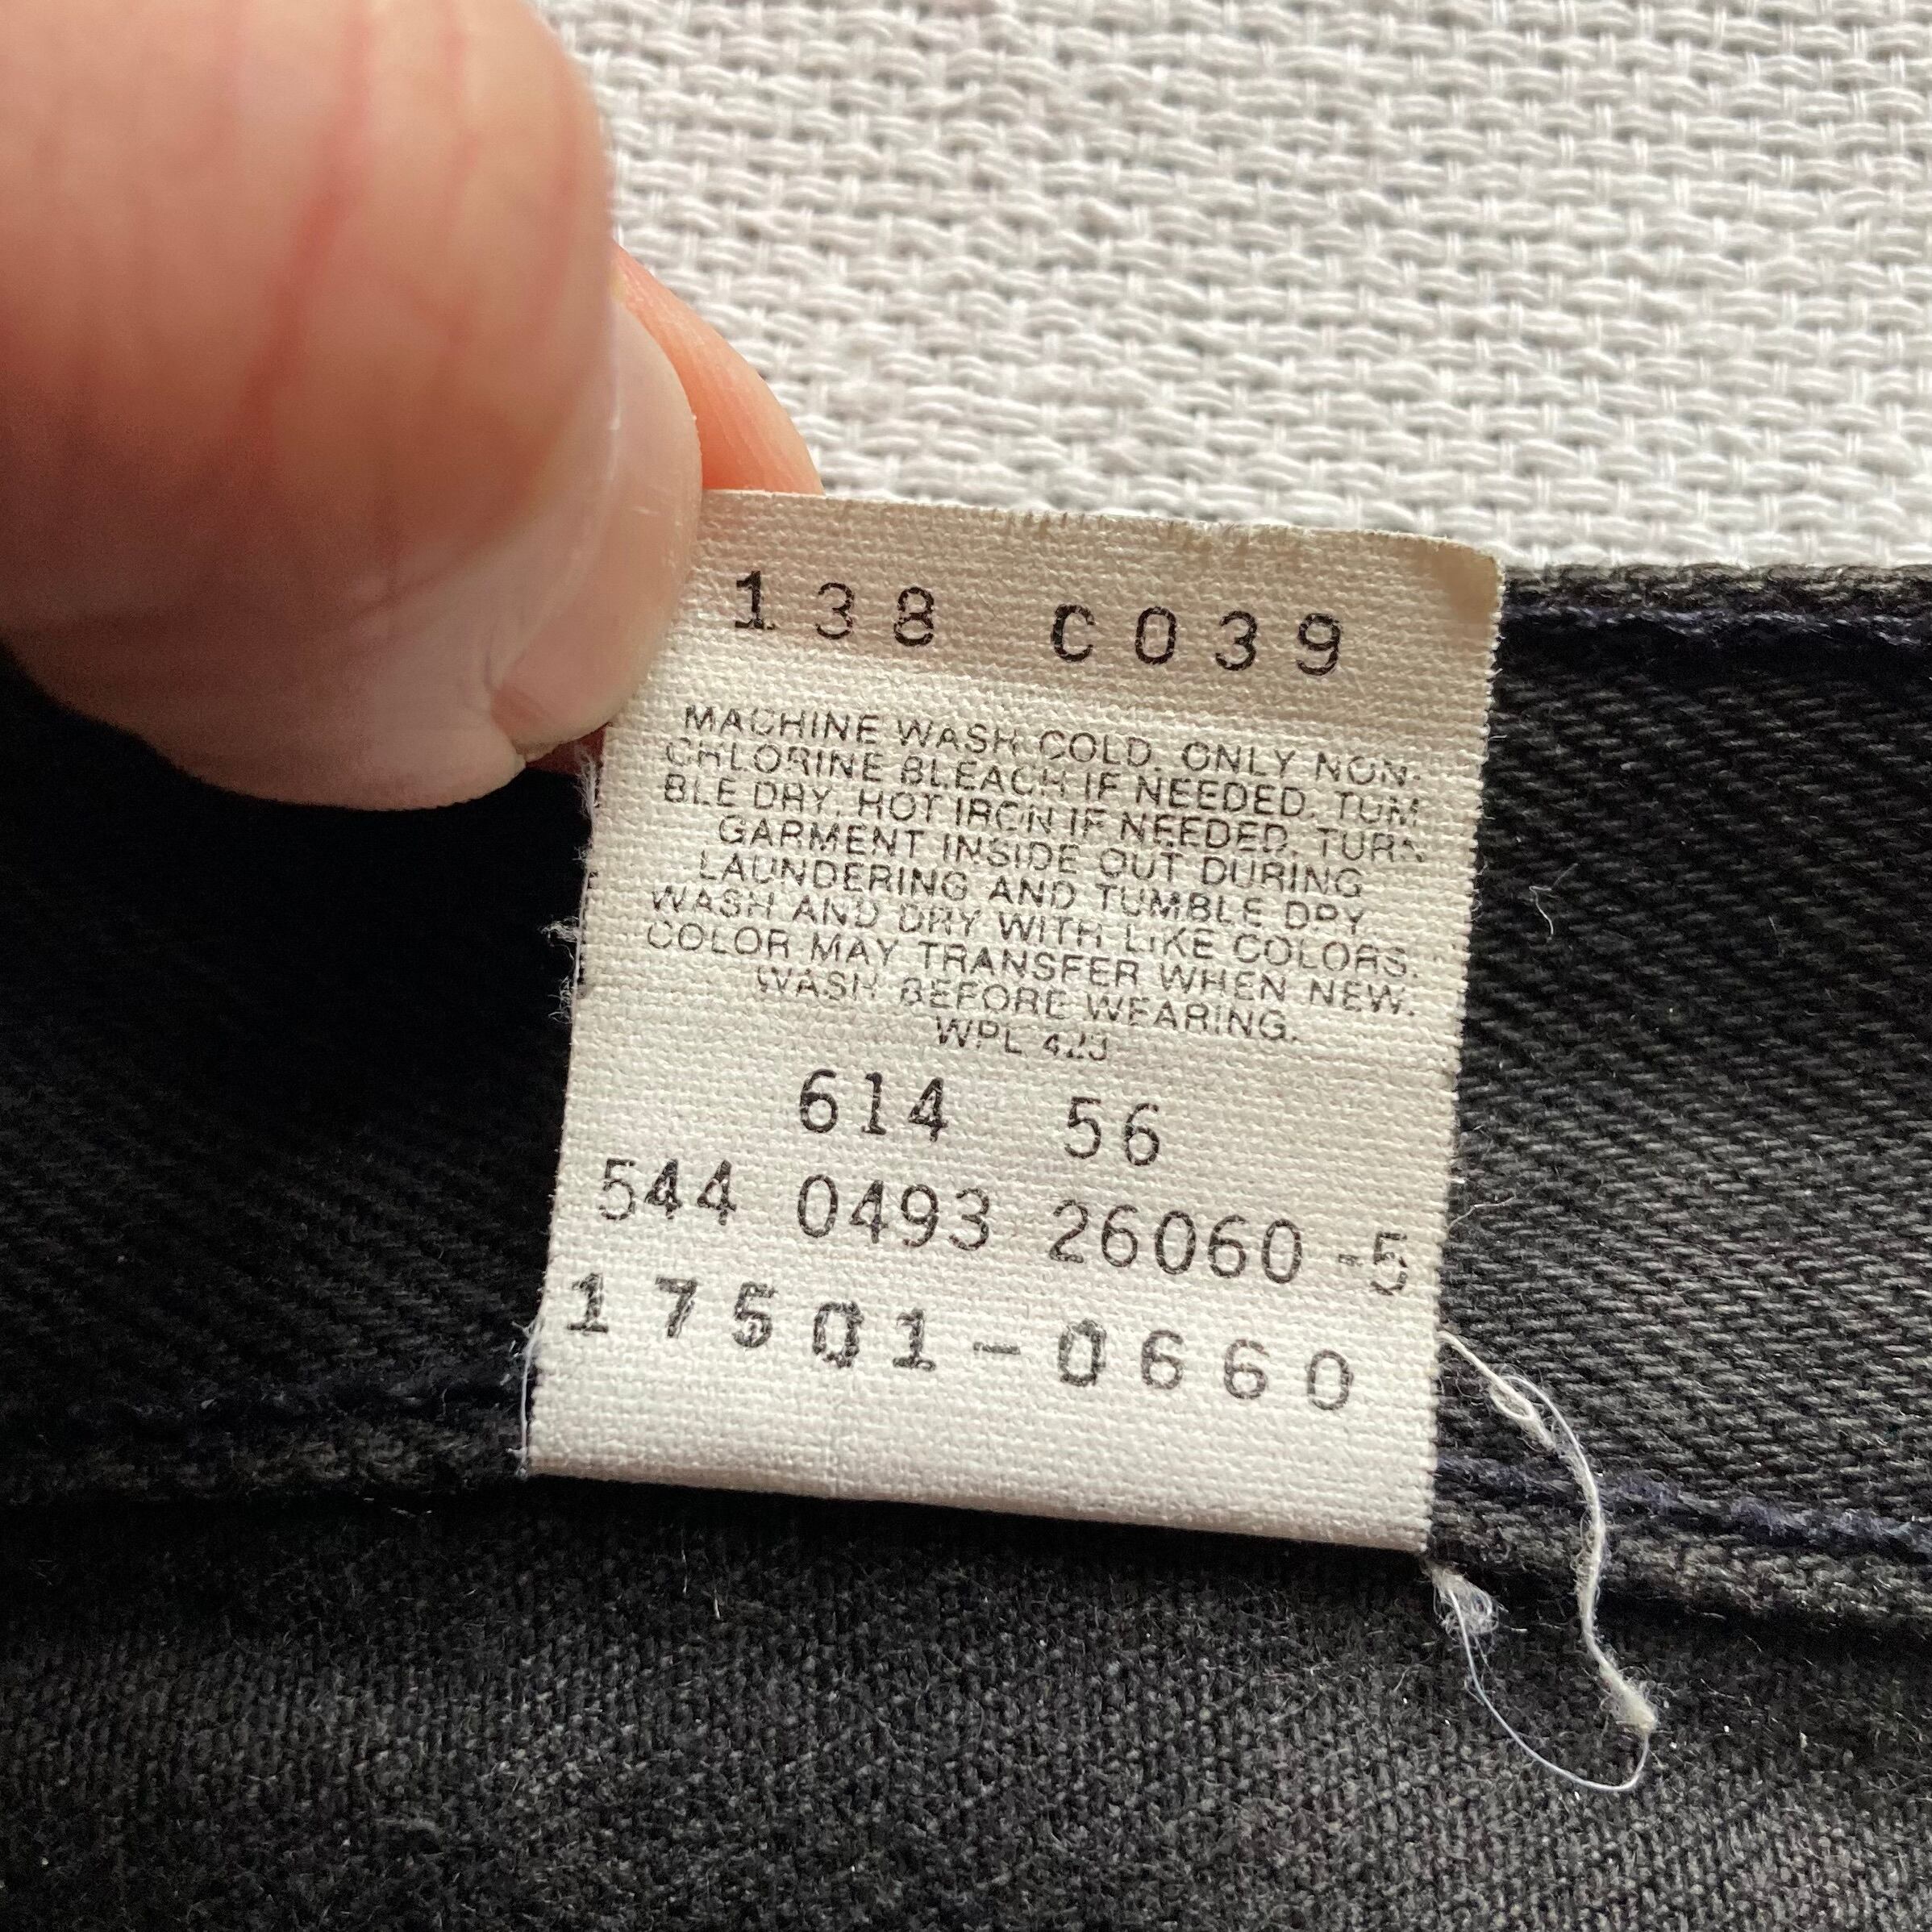 138 C039
MACHINE WASH COLD. ONLY NON-
CHLORINE BLEACH IF NEEDED. TUM
BLE DRY. HOT IRON IF NEEDED. TURN
GARMENT INSIDE OUT DURING
LAUNDERING AND TUMBLE DRY.
WASH AND DRY WITH LIKE COLORS.
COLOR MAY TRANSFER WHEN NEW.
WASH BEFORE WEARING.
WPL 423
614 56
544 0493 26060 -5
17501-0660